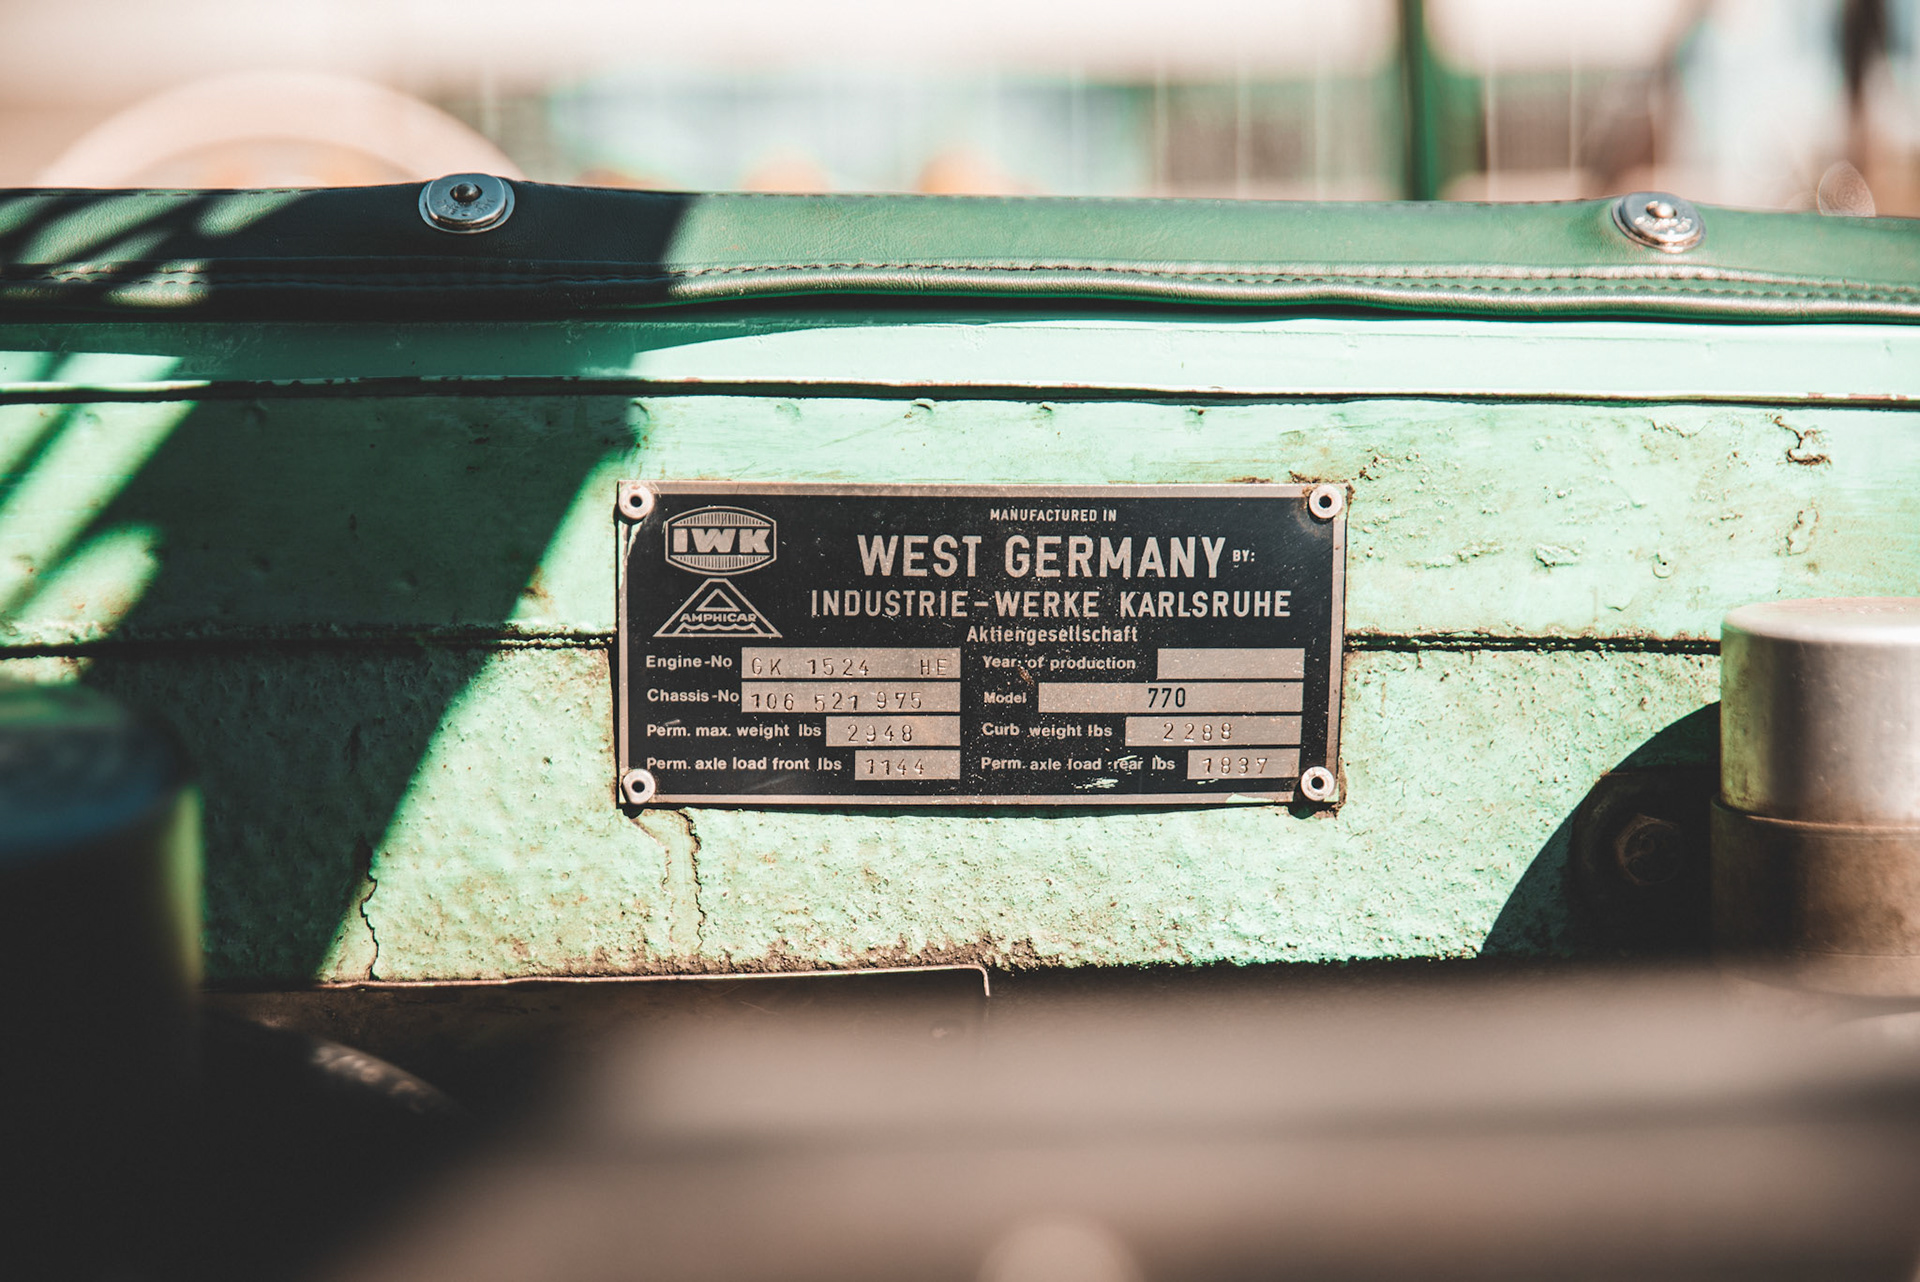 IWK
AMPHICAR
MANUFACTURED IN
WEST GERMANY BY:
INDUSTRIE-WERKE KARLSRUHE
Aktiengesellschaft
Engine-No GK 1524 HE
Year of production
Chassis-No 106 521 975
Model 770
Perm. max. weight lbs 2948
Curb weight lbs 2288
Perm. axle load front lbs 1144
Perm. axle load rear lbs 1837